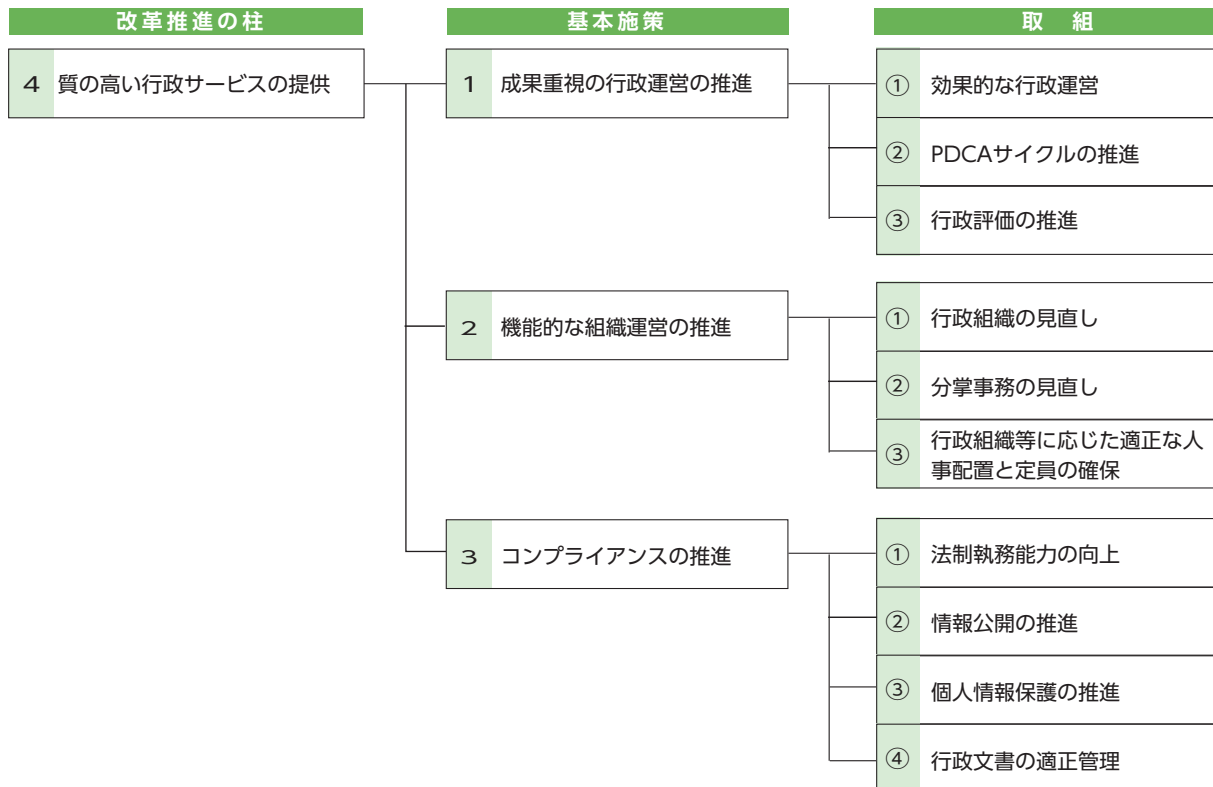 改革推進の柱
基本施策
取 組
4 質の高い行政サービスの提供
1 成果重視の行政運営の推進
① 効果的な行政運営
② PDCAサイクルの推進
③ 行政評価の推進
2 機能的な組織運営の推進
① 行政組織の見直し
② 分掌事務の見直し
③ 行政組織等に応じた適正な人
事配置と定員の確保
3 コンプライアンスの推進
① 法制執務能力の向上
② 情報公開の推進
③ 個人情報保護の推進
④ 行政文書の適正管理